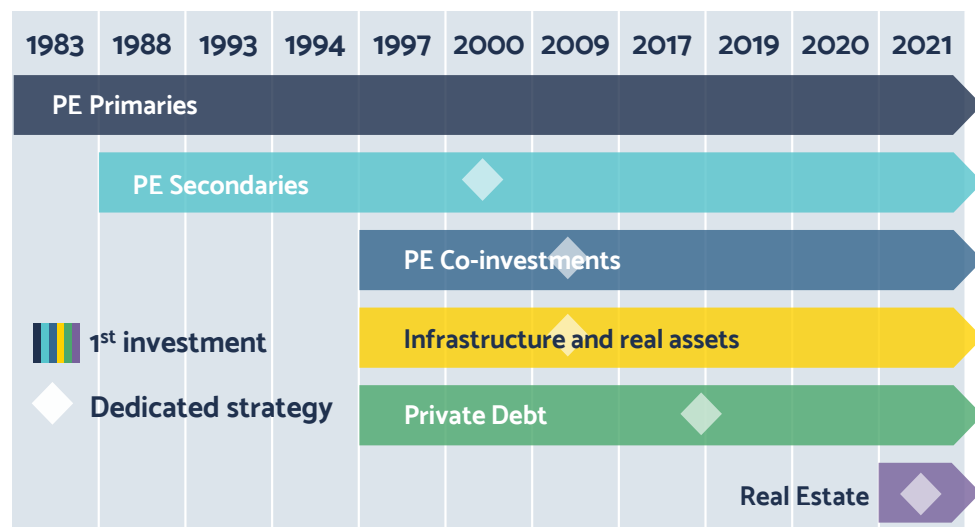 1983 1988 1993 1994 1997 2000 2009 2017 2019 2020 2021
PE Primaries
PE Secondaries
PE Co-investments
1st investment
Infrastructure and real assets
Dedicated strategy
Private Debt
Real Estate